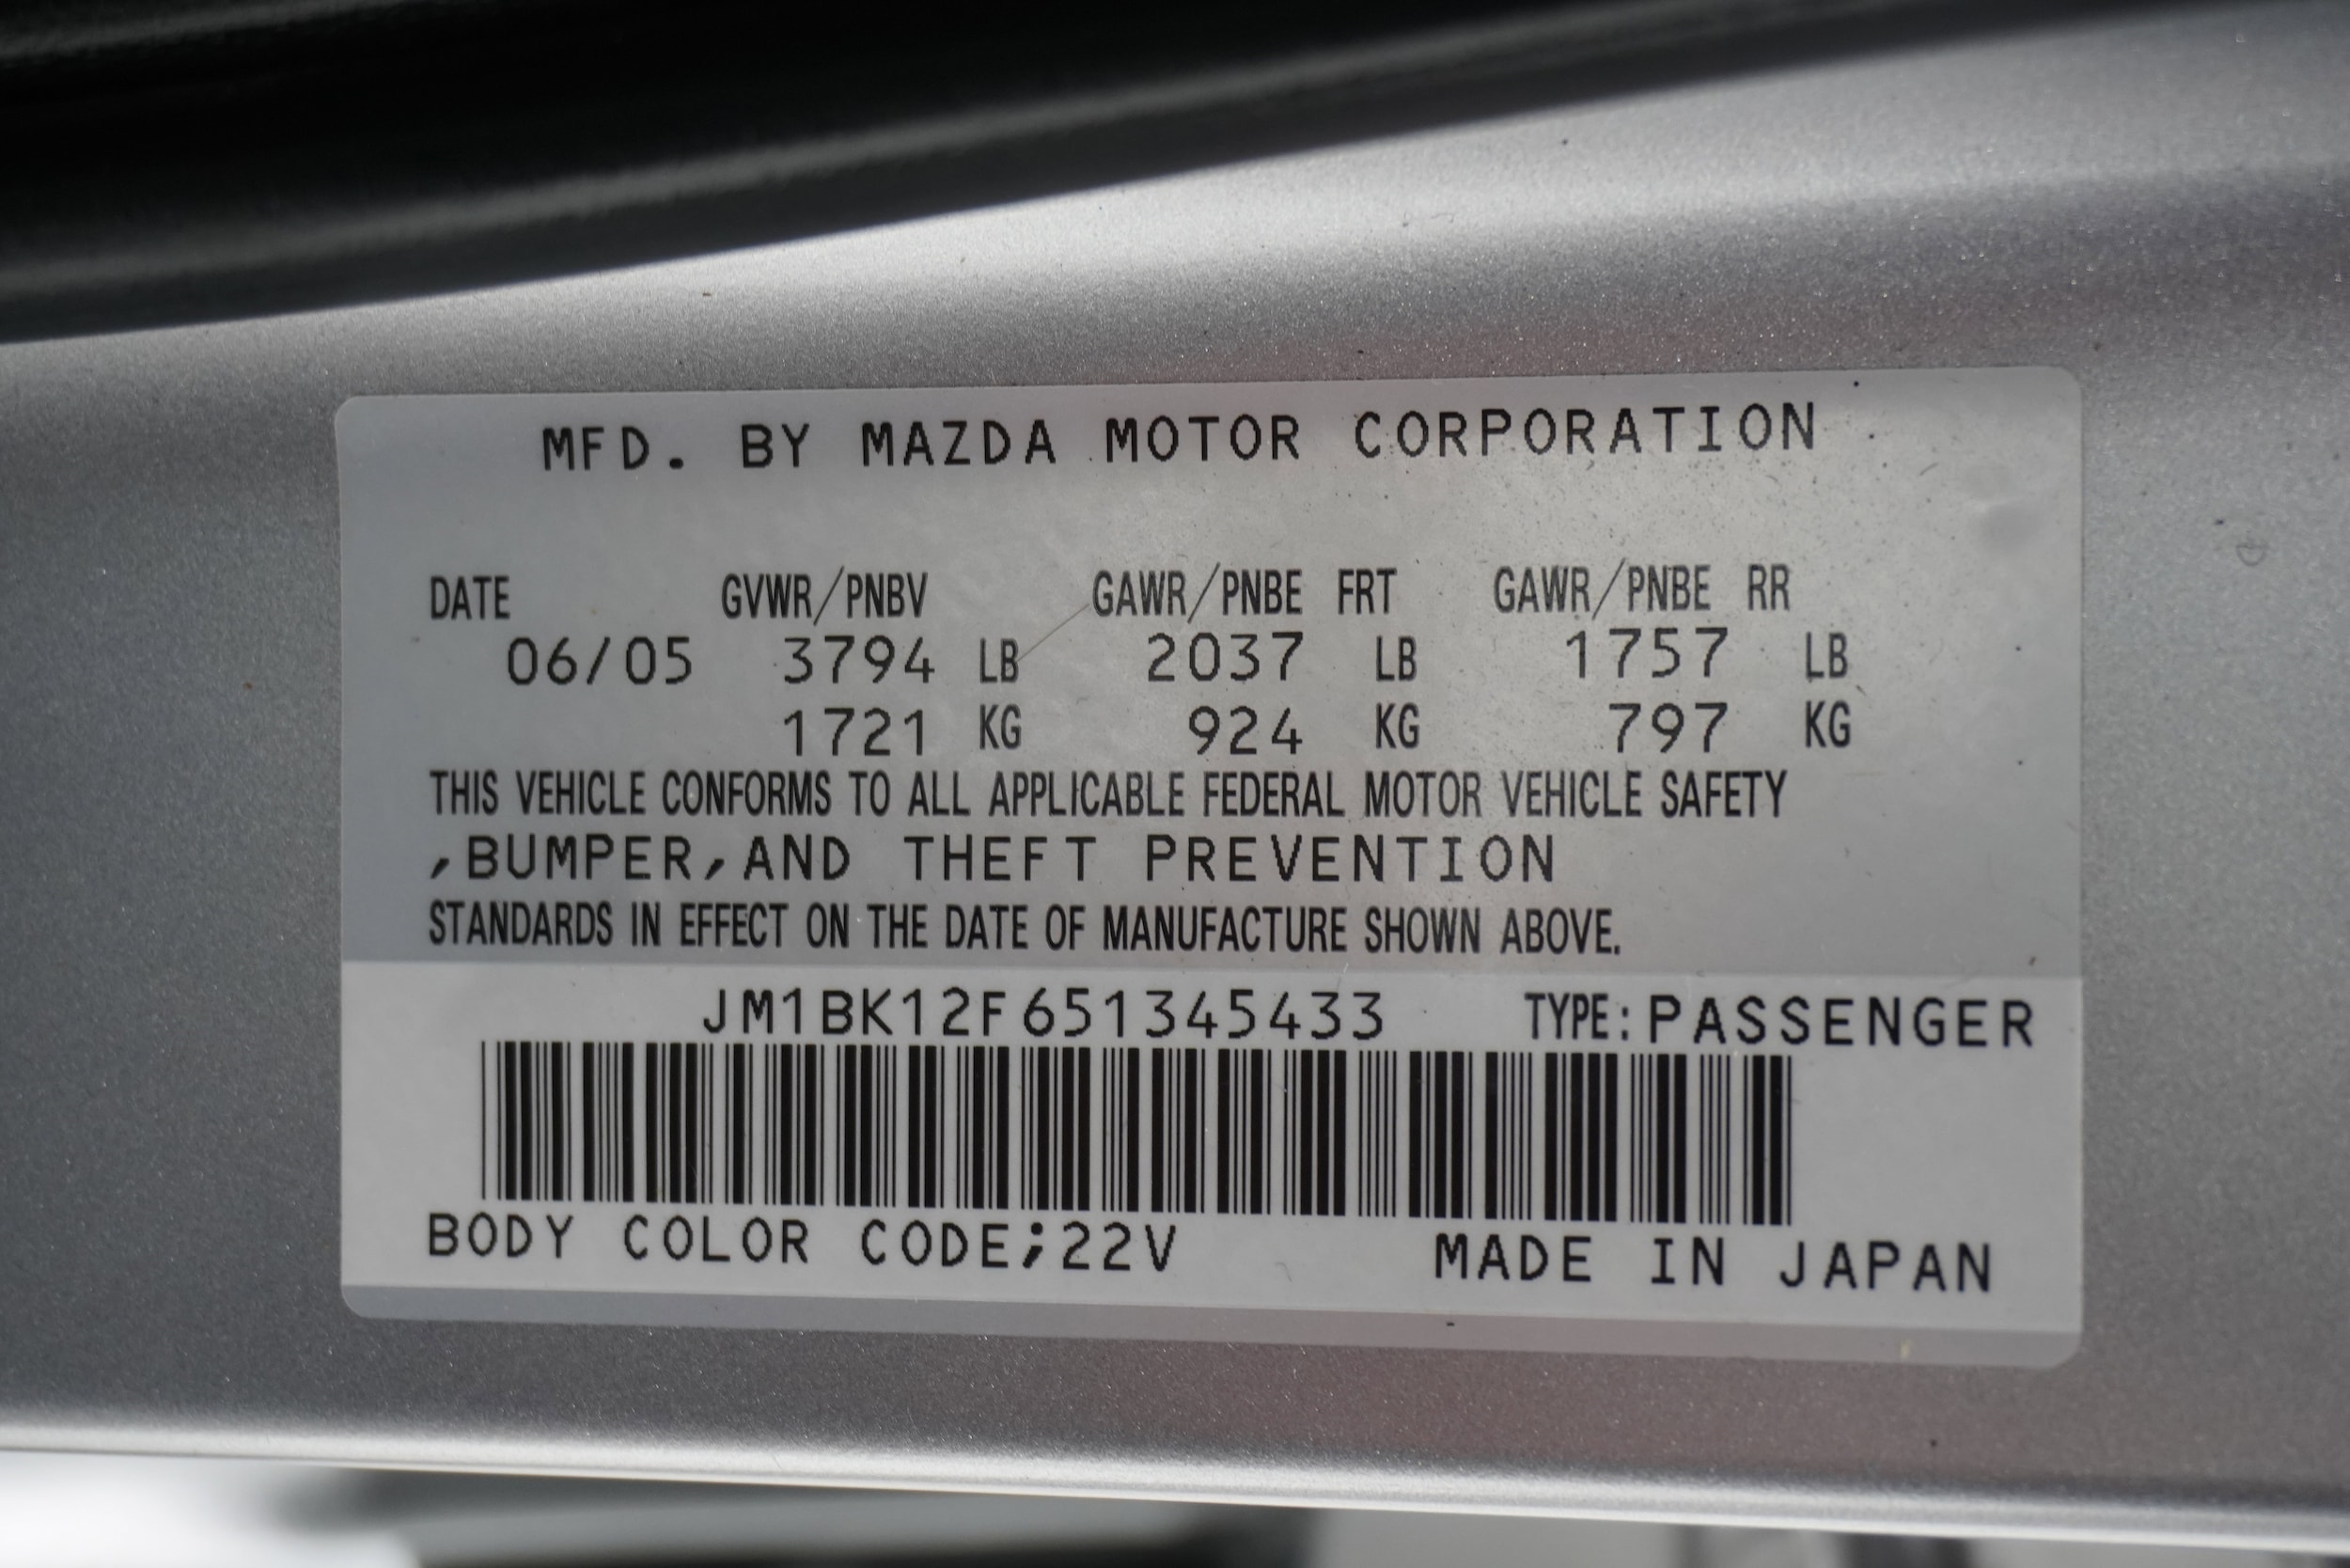 MFD. BY MAZDA MOTOR CORPORATION
DATE GVWR/PNBV GAWR/PNBE FRT GAWR/PNBE RR
06/05 3794 LB 2037 LB 1757 LB
1721 KG 924 KG 797 KG
THIS VEHICLE CONFORMS TO ALL APPLICABLE FEDERAL MOTOR VEHICLE SAFETY
,BUMPER,AND THEFT PREVENTION
STANDARDS IN EFFECT ON THE DATE OF MANUFACTURE SHOWN ABOVE.
JM1BK12F651345433 TYPE:PASSENGER
BODY COLOR CODE;22V MADE IN JAPAN